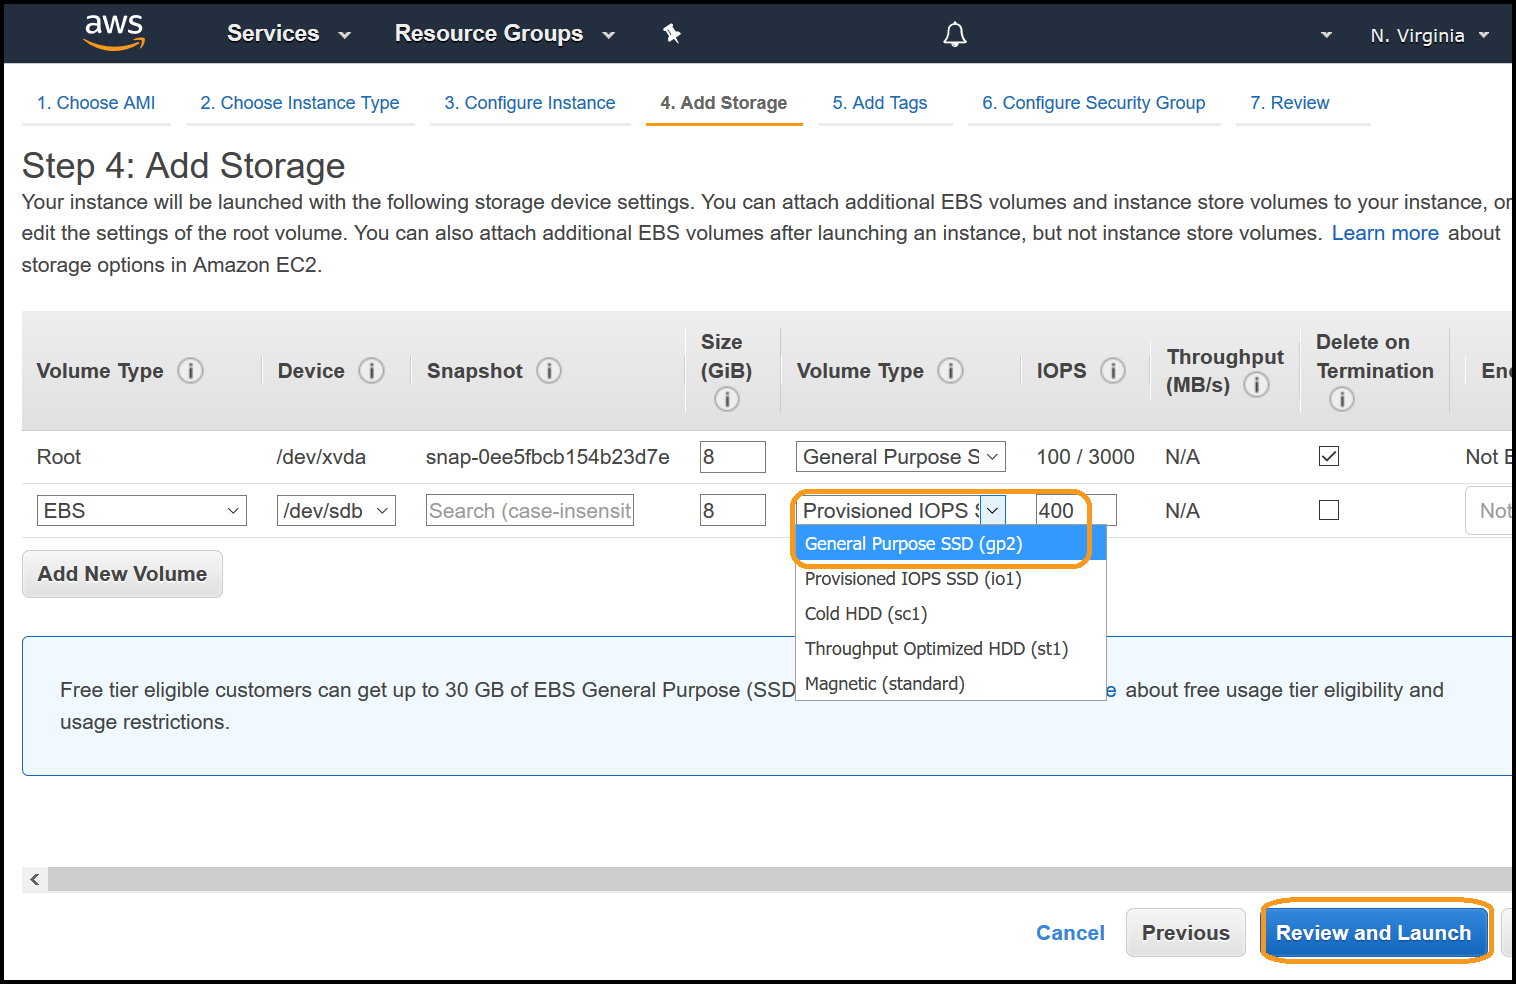 aws Services Resource Groups N. Virginia
1. Choose AMI 2. Choose Instance Type 3. Configure Instance 4. Add Storage 5. Add Tags 6. Configure Security Group 7. Review
Step 4: Add Storage
Your instance will be launched with the following storage device settings. You can attach additional EBS volumes and instance store volumes to your instance, or
edit the settings of the root volume. You can also attach additional EBS volumes after launching an instance, but not instance store volumes. Learn more about
storage options in Amazon EC2.
Volume Type i Device i Snapshot i Size (GiB) i Volume Type i IOPS i Throughput (MB/s) i Delete on Termination i
Root /dev/xvda snap-0ee5fbcb154b23d7e 8 General Purpose S 100 / 3000 N/A Not E
EBS /dev/sdb Search (case-insensit 8 Provisioned IOPS S 400 N/A Not
General Purpose SSD (gp2)
Provisioned IOPS SSD (io1)
Cold HDD (sc1)
Throughput Optimized HDD (st1)
Magnetic (standard)
Add New Volume
Free tier eligible customers can get up to 30 GB of EBS General Purpose (SSD e about free usage tier eligibility and
usage restrictions.
Cancel Previous Review and Launch